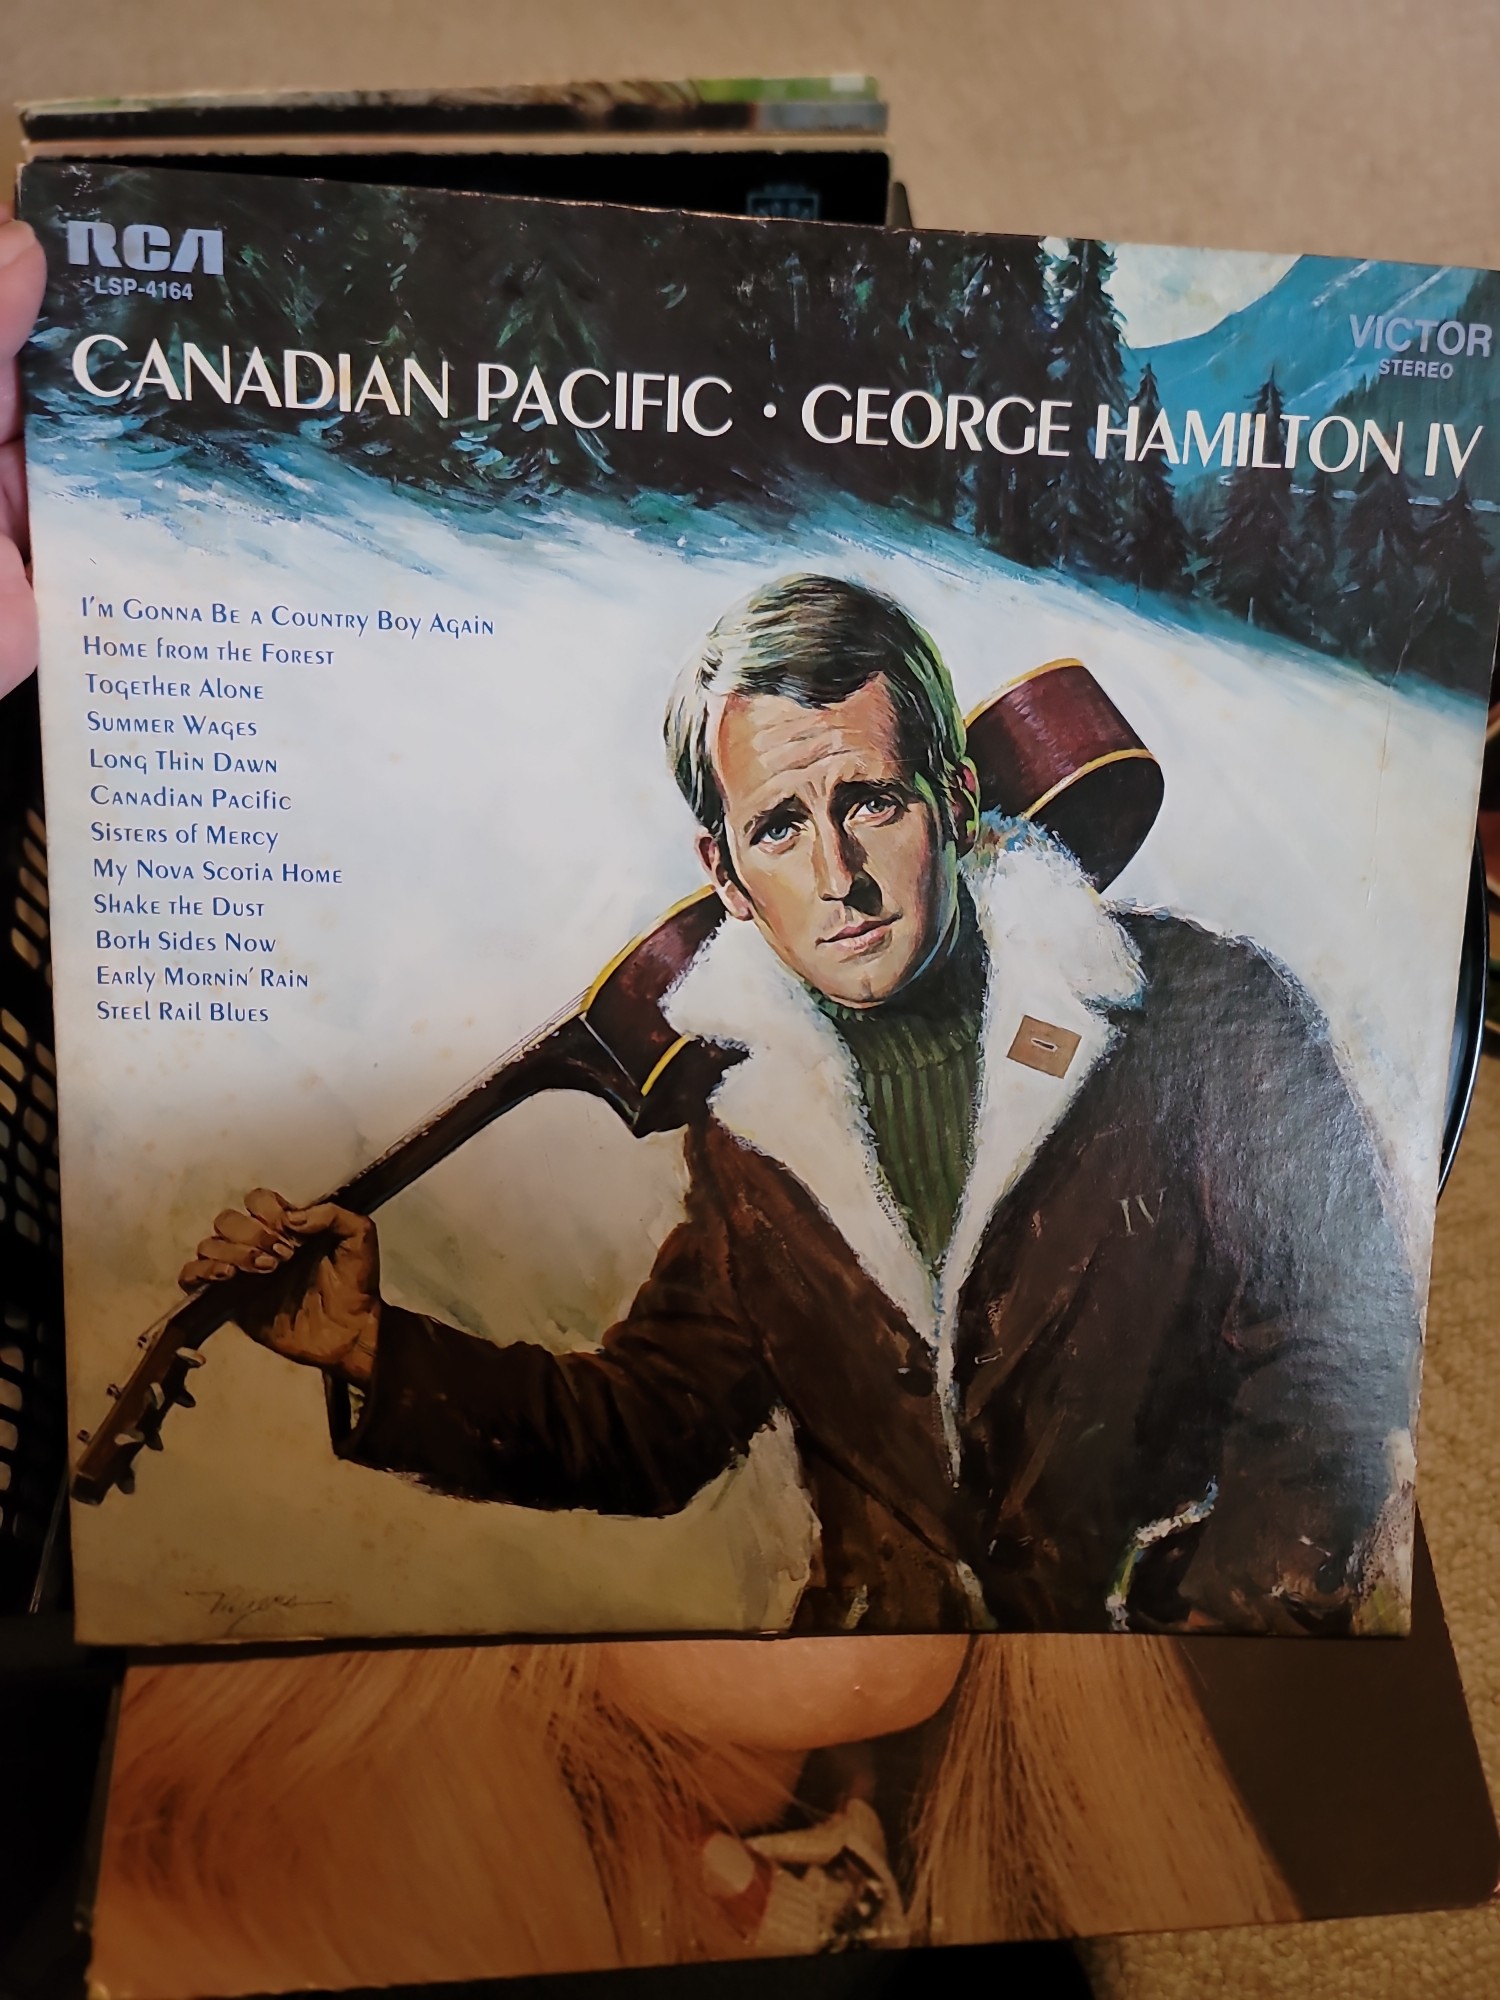 RCA
LSP-4164
VICTOR
STEREO
CANADIAN PACIFIC · GEORGE HAMILTON IV
I'm Gonna Be a Country Boy Again
Home from the Forest
Together Alone
Summer Wages
Long Thin Dawn
Canadian Pacific
Sisters of Mercy
My Nova Scotia Home
Shake the Dust
Both Sides Now
Early Mornin' Rain
Steel Rail Blues
IV